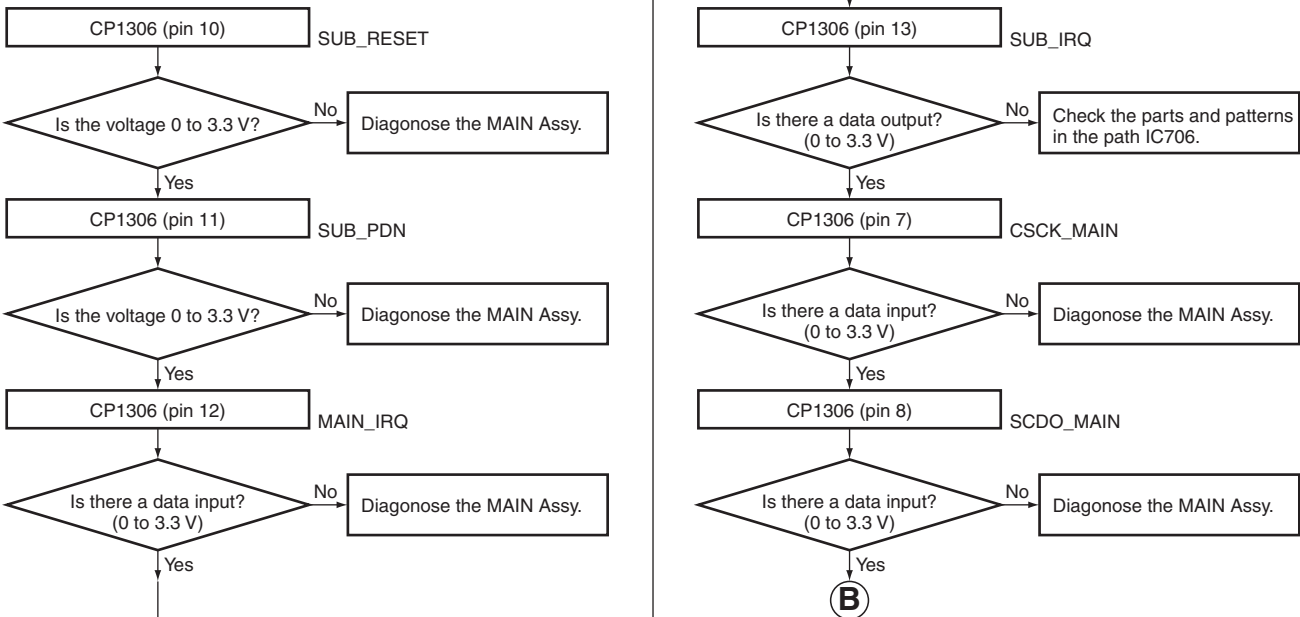 CP1306 (pin 10)
SUB_RESET
Is the voltage 0 to 3.3 V?
No
Diagonose the MAIN Assy.
Yes
CP1306 (pin 11)
SUB_PDN
Is the voltage 0 to 3.3 V?
No
Diagonose the MAIN Assy.
Yes
CP1306 (pin 12)
MAIN_IRQ
Is there a data input?
(0 to 3.3 V)
No
Diagonose the MAIN Assy.
Yes
CP1306 (pin 13)
SUB_IRQ
Is there a data output?
(0 to 3.3 V)
No
Check the parts and patterns
in the path IC706.
Yes
CP1306 (pin 7)
CSCK_MAIN
Is there a data input?
(0 to 3.3 V)
No
Diagonose the MAIN Assy.
Yes
CP1306 (pin 8)
SCDO_MAIN
Is there a data input?
(0 to 3.3 V)
No
Diagonose the MAIN Assy.
Yes
B